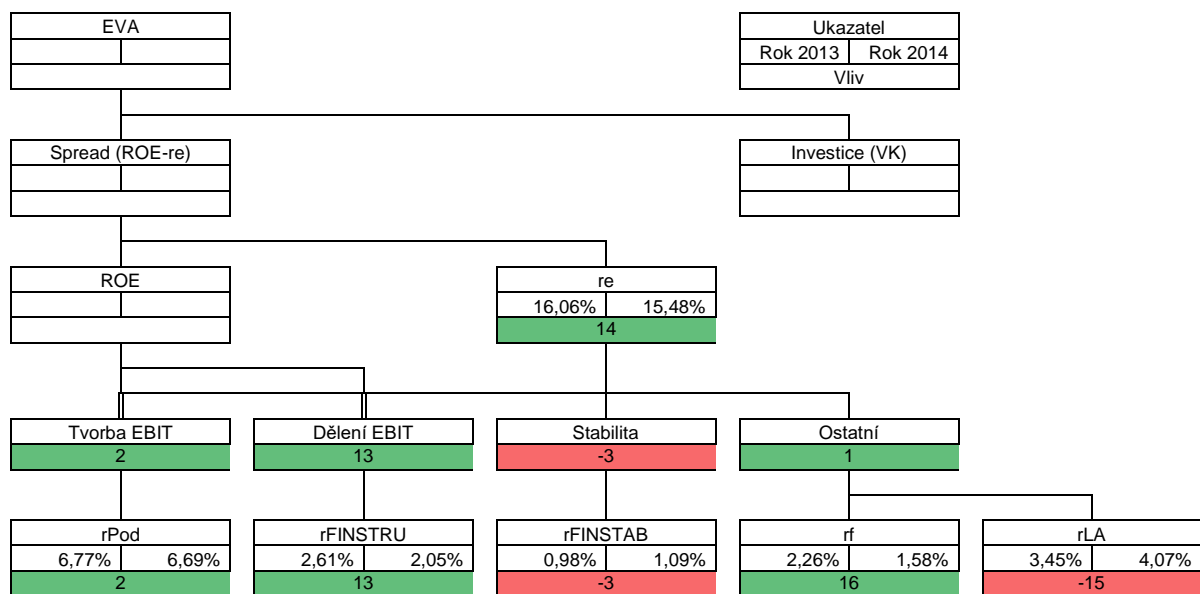 EVA
Ukazatel
Rok 2013 Rok 2014
Vliv
Spread (ROE-re)
Investice (VK)
ROE
re
16,06% 15,48%
14
Tvorba EBIT
Dělení EBIT
Stabilita
Ostatní
2
13
-3
1
rPod
rFINSTRU
rFINSTAB
rf
rLA
6,77% 6,69%
2,61% 2,05%
0,98% 1,09%
2,26% 1,58%
3,45% 4,07%
2
13
-3
16
-15